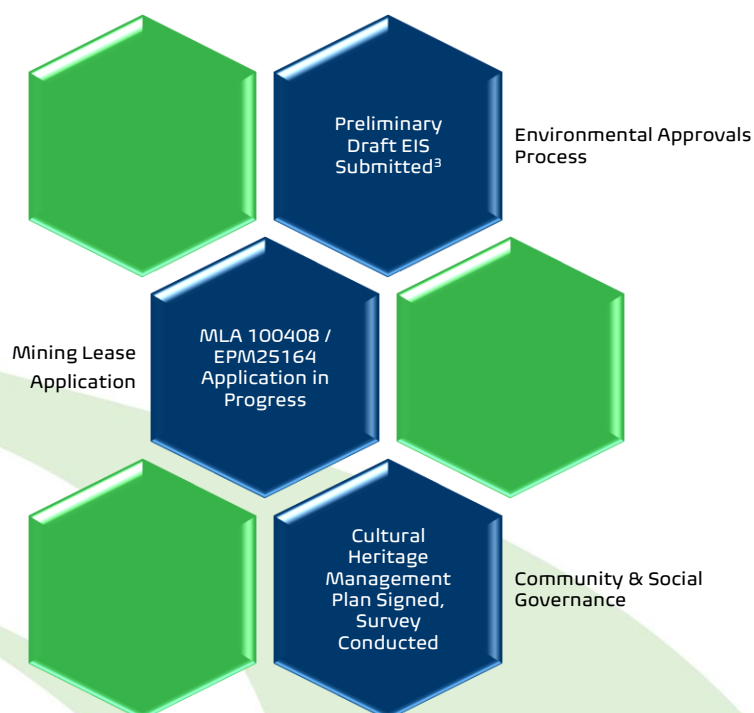 Preliminary
Draft EIS
Submitted³
Environmental Approvals
Process
Mining Lease
Application
MLA 100408 /
EPM25164
Application in
Progress
Cultural
Heritage
Management
Plan Signed,
Survey
Conducted
Community & Social
Governance